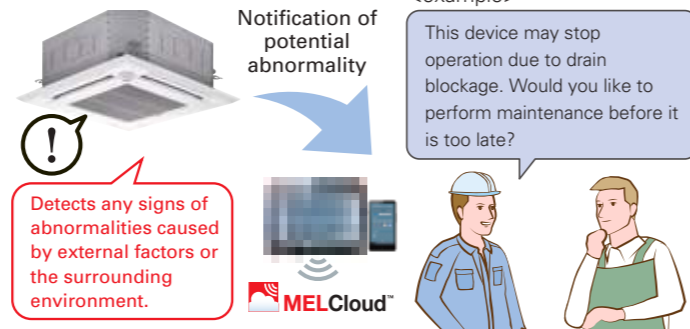 <example>
Notification of
potential
abnormality
This device may stop
operation due to drain
blockage. Would you like to
perform maintenance before it
is too late?
!
Detects any signs of
abnormalities caused
by external factors or
the surrounding
environment.
MELCloud™